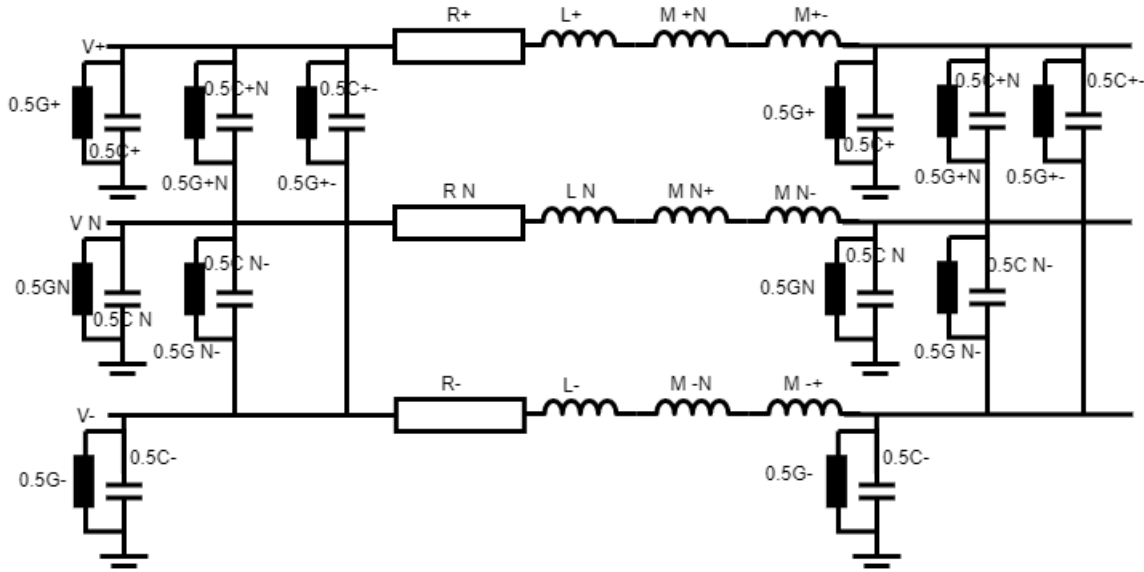 R+ L+ M +N M+-
V+
0.5C+N 0.5C+- 0.5C+N 0.5C+-
0.5G+ 0.5G+
0.5C+ 0.5C+
0.5G+N 0.5G+- 0.5G+N 0.5G+-
R N L N M N+ M N-
V N
0.5C N- 0.5C N 0.5C N-
0.5GN 0.5GN
0.5C N
0.5G N- 0.5G N-
R- L- M -N M -+
V-
0.5C- 0.5C-
0.5G- 0.5G-